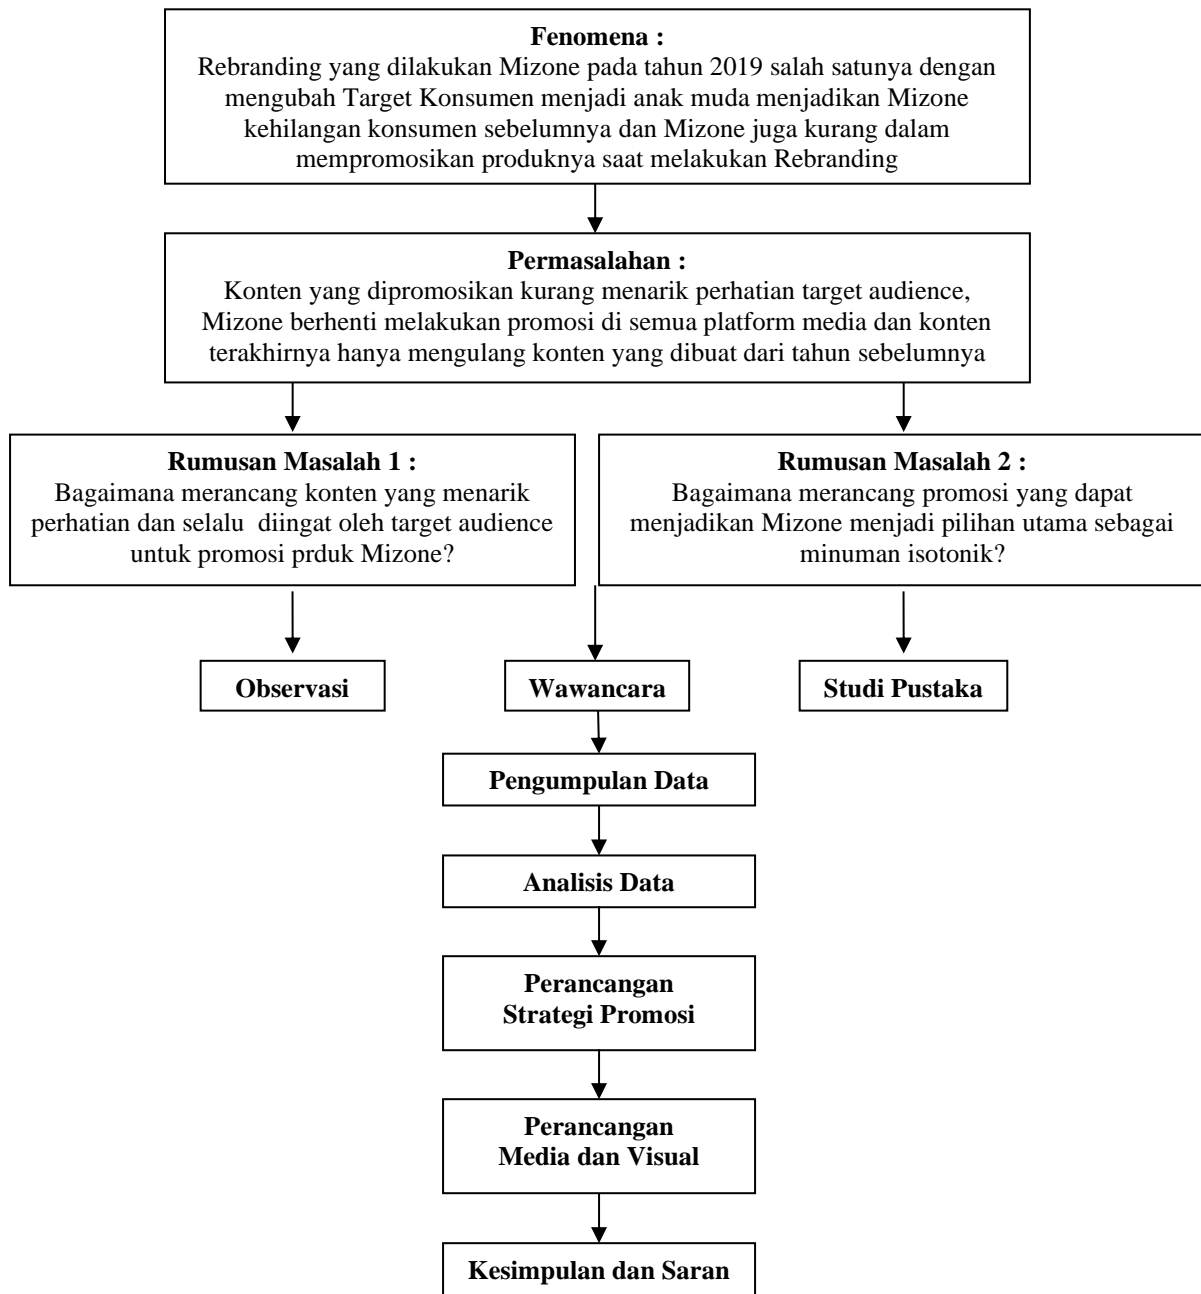 Fenomena :
Rebranding yang dilakukan Mizone pada tahun 2019 salah satunya dengan
mengubah Target Konsumen menjadi anak muda menjadikan Mizone
kehilangan konsumen sebelumnya dan Mizone juga kurang dalam
mempromosikan produknya saat melakukan Rebranding
Permasalahan :
Konten yang dipromosikan kurang menarik perhatian target audience,
Mizone berhenti melakukan promosi di semua platform media dan konten
terakhirnya hanya mengulang konten yang dibuat dari tahun sebelumnya
Rumusan Masalah 1 :
Bagaimana merancang konten yang menarik
perhatian dan selalu  diingat oleh target audience
untuk promosi prduk Mizone?
Rumusan Masalah 2 :
Bagaimana merancang promosi yang dapat
menjadikan Mizone menjadi pilihan utama sebagai
minuman isotonik?
Observasi
Wawancara
Studi Pustaka
Pengumpulan Data
Analisis Data
Perancangan
Strategi Promosi
Perancangan
Media dan Visual
Kesimpulan dan Saran